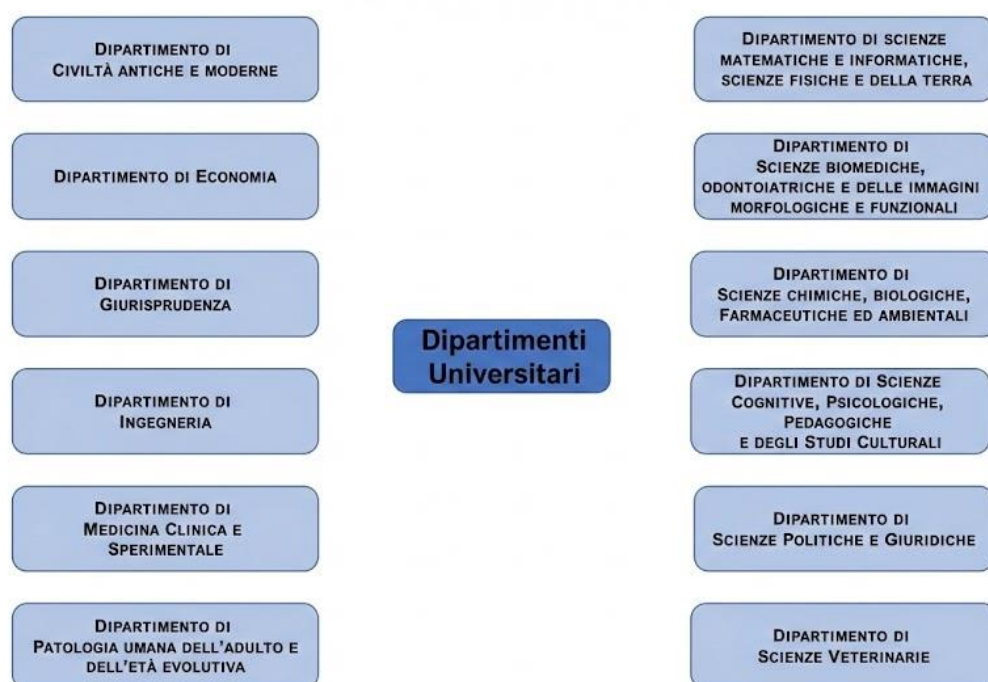 DIPARTIMENTO DI
CIVILTÀ ANTICHE E MODERNE
DIPARTIMENTO DI ECONOMIA
DIPARTIMENTO DI
GIURISPRUDENZA
DIPARTIMENTO DI
INGEGNERIA
DIPARTIMENTO DI
MEDICINA CLINICA E
SPERIMENTALE
DIPARTIMENTO DI
PATOLOGIA UMANA DELL'ADULTO E
DELL'ETÀ EVOLUTIVA
Dipartimenti
Universitari
DIPARTIMENTO DI SCIENZE
MATEMATICHE E INFORMATICHE,
SCIENZE FISICHE E DELLA TERRA
DIPARTIMENTO DI
SCIENZE BIOMEDICHE,
ODONTOIATRICHE E DELLE IMMAGINI
MORFOLOGICHE E FUNZIONALI
DIPARTIMENTO DI
SCIENZE CHIMICHE, BIOLOGICHE,
FARMACEUTICHE ED AMBIENTALI
DIPARTIMENTO DI SCIENZE
COGNITIVE, PSICOLOGICHE,
PEDAGOGICHE
E DEGLI STUDI CULTURALI
DIPARTIMENTO DI
SCIENZE POLITICHE E GIURIDICHE
DIPARTIMENTO DI
SCIENZE VETERINARIE